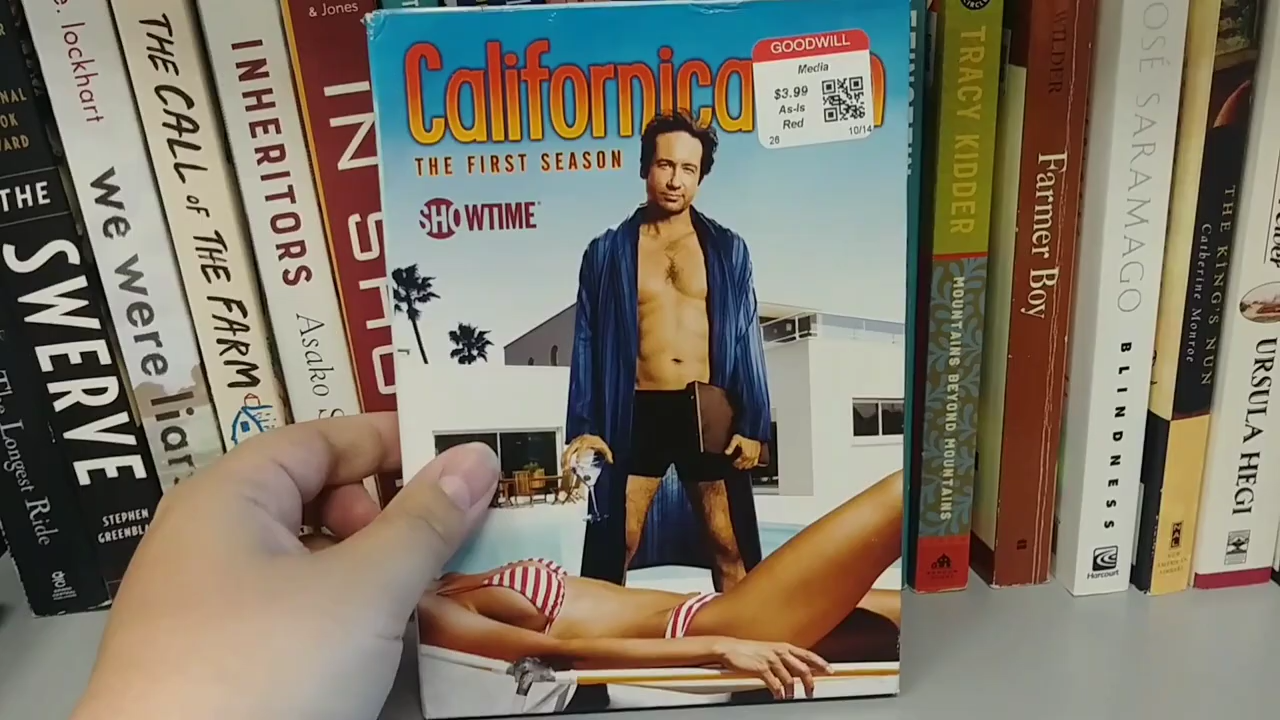 THE
SWERVE
STEPHEN
The Longest Ride
e. lockhart
we were liars
THE CALL of THE FARM
INHERITORS
Asako
& Jones
Californica
THE FIRST SEASON
SHOWTIME
GOODWILL
Media
$3.99
As-Is
Red
26
10/14
TRACY KIDDER
MOUNTAINS BEYOND MOUNTAINS
WILDER
Farmer Boy
JOSÉ SARAMAGO
BLINDNESS
Harcourt
THE KING'S NUN
Catherine Monroe
URSULA HEGI